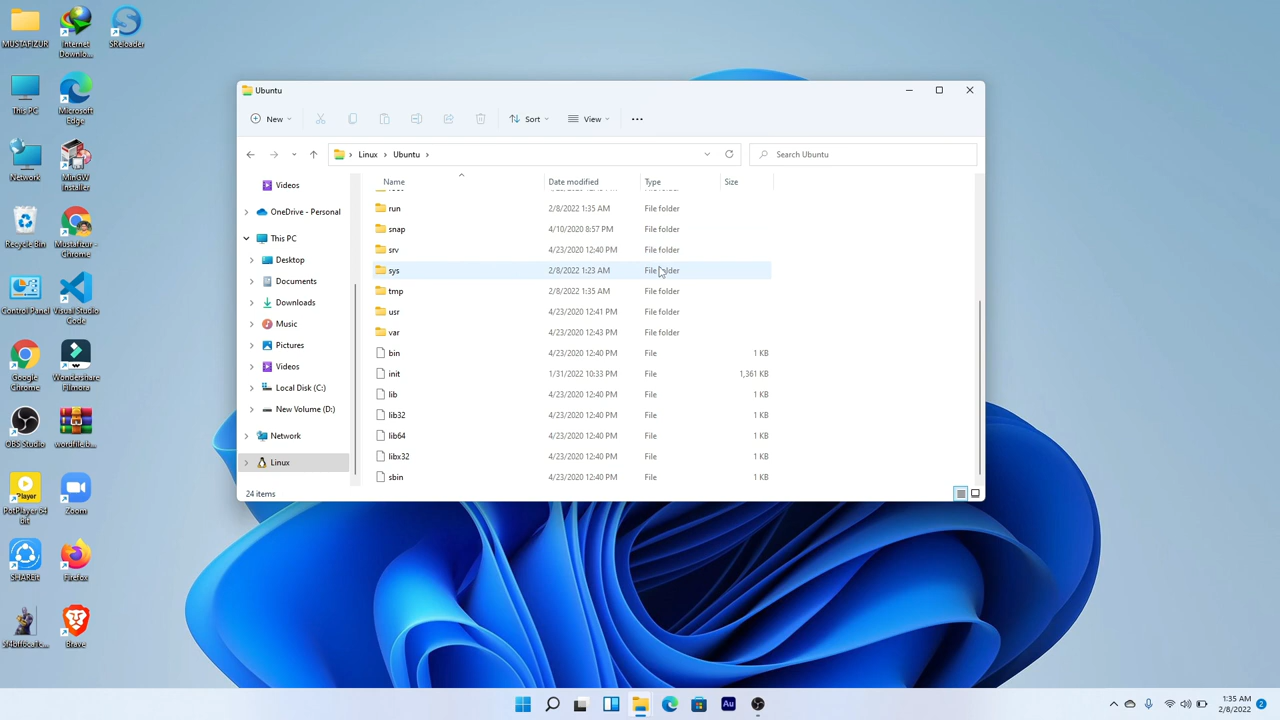 MUSTAFIZUR
Internet
Downlo...
SReloader
This PC
Microsoft
Edge
Network
MinGW
Installer
Recycle Bin
Mustafizur -
Chrome
Control Panel
Visual Studio
Code
Google
Chrome
Wondershare
Filmora
OBS Studio
wordfile.b...
PotPlayer 64
bit
Zoom
SHAREit
Firefox
Brave
Ubuntu
New
Sort
View
Linux > Ubuntu >
Search Ubuntu
Name Date modified Type Size
Videos
OneDrive - Personal
This PC
Desktop
Documents
Downloads
Music
Pictures
Videos
Local Disk (C:)
New Volume (D:)
Network
Linux
run 2/8/2022 1:35 AM File folder
snap 4/10/2020 8:57 PM File folder
srv 4/23/2020 12:40 PM File folder
sys 2/8/2022 1:23 AM File folder
tmp 2/8/2022 1:35 AM File folder
usr 4/23/2020 12:41 PM File folder
var 4/23/2020 12:43 PM File folder
bin 4/23/2020 12:40 PM File 1 KB
init 1/31/2022 10:33 PM File 1,361 KB
lib 4/23/2020 12:40 PM File 1 KB
lib32 4/23/2020 12:40 PM File 1 KB
lib64 4/23/2020 12:40 PM File 1 KB
libx32 4/23/2020 12:40 PM File 1 KB
sbin 4/23/2020 12:40 PM File 1 KB
24 items
Au
1:35 AM
2/8/2022
2